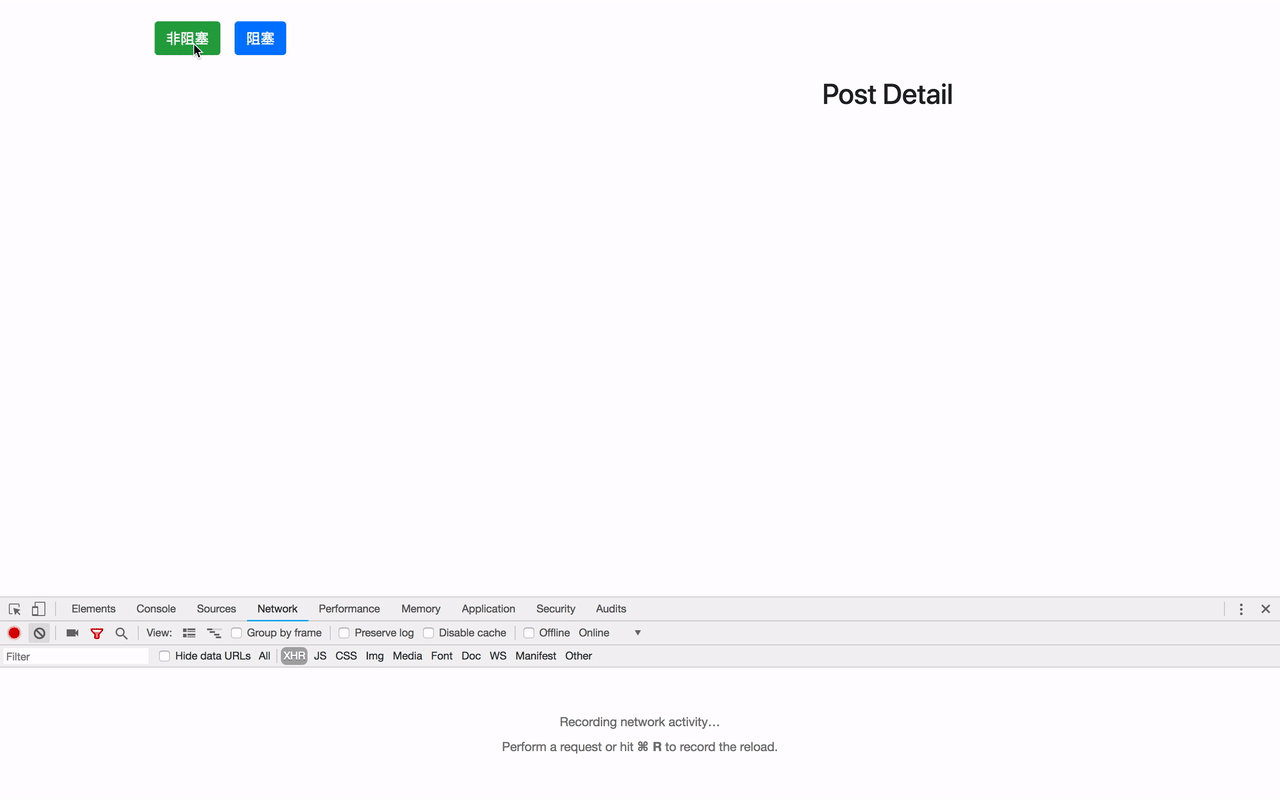 非阻塞 阻塞
Post Detail
Elements Console Sources Network Performance Memory Application Security Audits
View: Group by frame Preserve log Disable cache Offline Online ▼
Filter Hide data URLs All XHR JS CSS Img Media Font Doc WS Manifest Other
Recording network activity…
Perform a request or hit ⌘ R to record the reload.